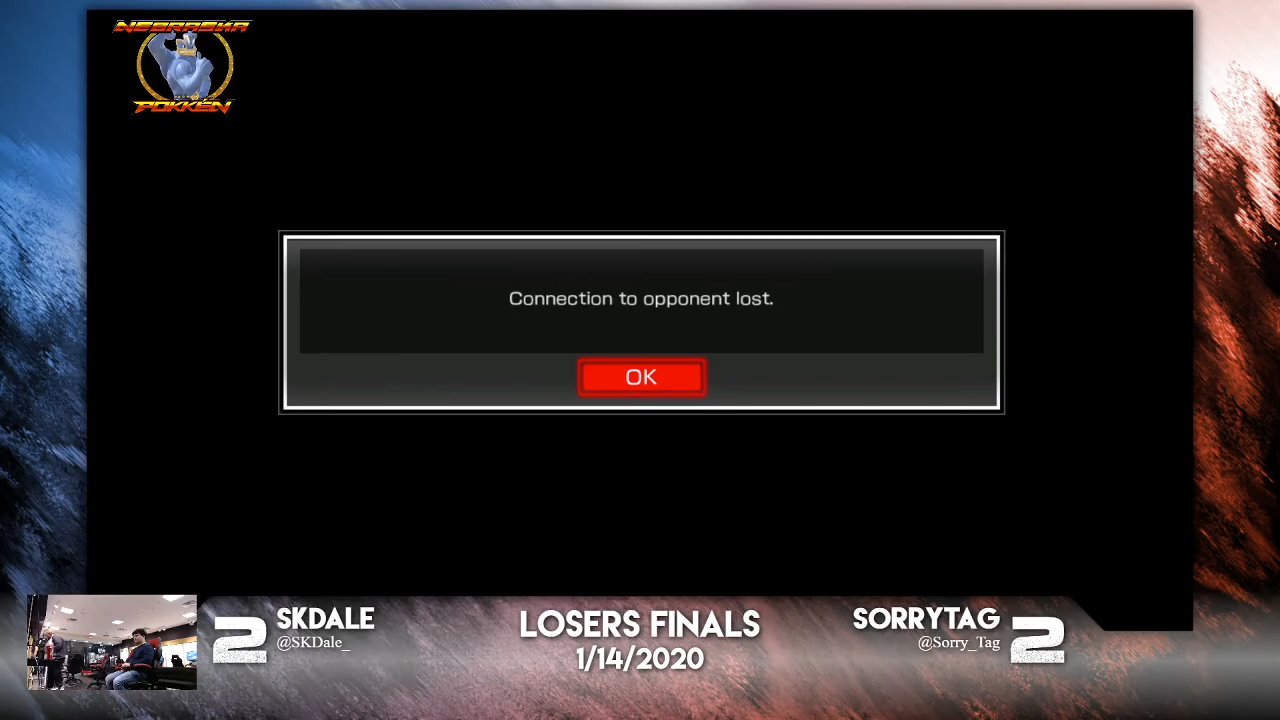 NEBRASKA
POKKÉN
Connection to opponent lost.
OK
2
SKDALE
@SKDale_
LOSERS FINALS
1/14/2020
SORRYTAG
@Sorry_Tag
2